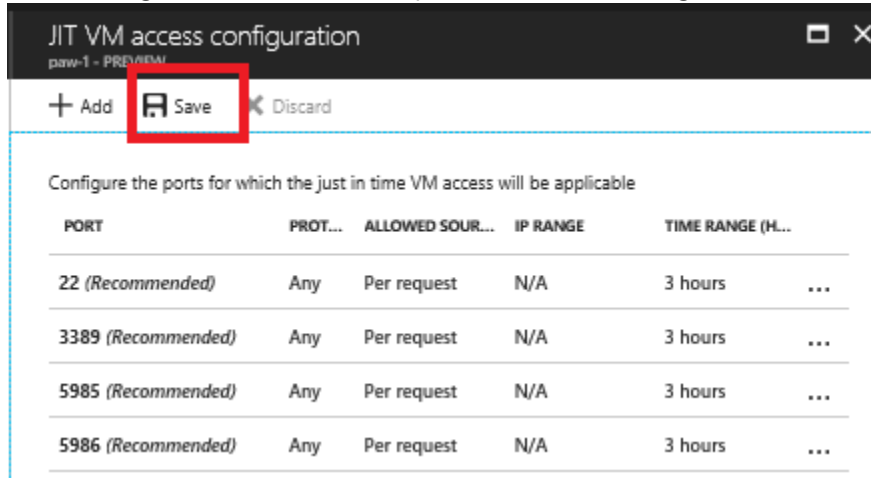 JIT VM access configuration
paw-1 - PREVIEW
Add Save Discard
Configure the ports for which the just in time VM access will be applicable
PORT PROT... ALLOWED SOUR... IP RANGE TIME RANGE (H...
22 (Recommended) Any Per request N/A 3 hours ...
3389 (Recommended) Any Per request N/A 3 hours ...
5985 (Recommended) Any Per request N/A 3 hours ...
5986 (Recommended) Any Per request N/A 3 hours ...